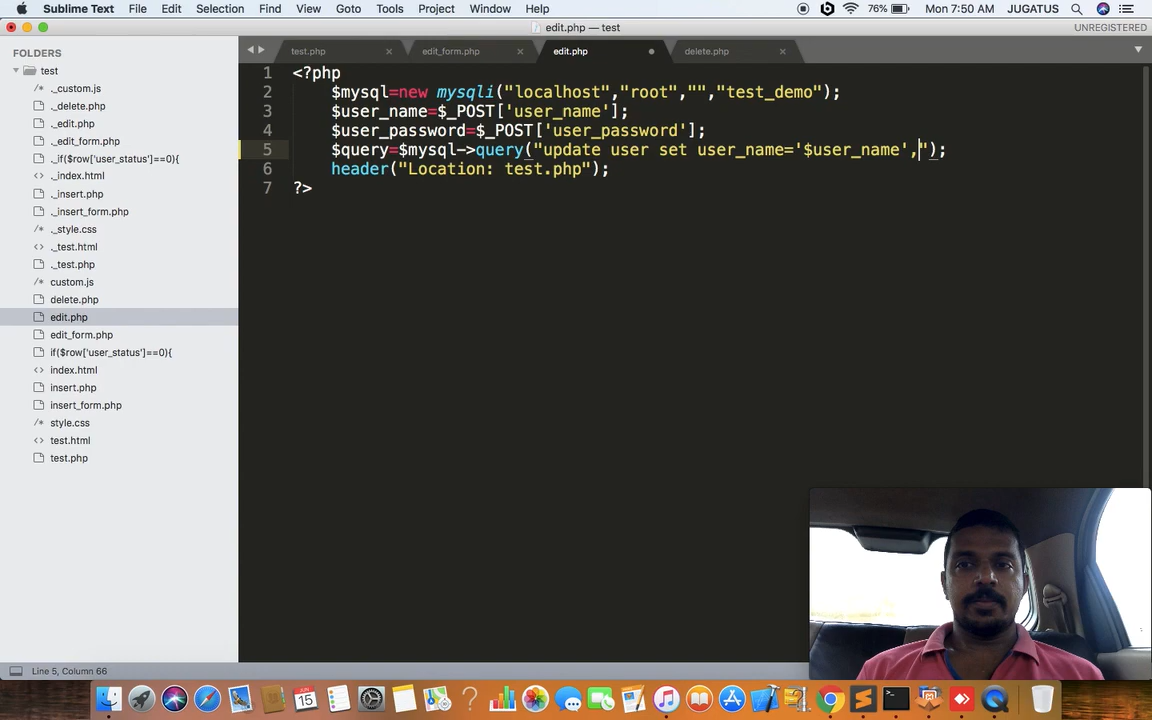 Sublime Text File Edit Selection Find View Goto Tools Project Window Help 76% Mon 7:50 AM JUGATUS
edit.php — test UNREGISTERED
FOLDERS
test
._custom.js
._delete.php
._edit.php
._edit_form.php
._if($row['user_status']==0){
._index.html
._insert.php
._insert_form.php
._style.css
._test.html
._test.php
custom.js
delete.php
edit.php
edit_form.php
if($row['user_status']==0){
index.html
insert.php
insert_form.php
style.css
test.html
test.php
test.php edit_form.php edit.php delete.php
1 <?php
2 $mysql=new mysqli("localhost","root","","test_demo");
3 $user_name=$_POST['user_name'];
4 $user_password=$_POST['user_password'];
5 $query=$mysql->query("update user set user_name='$user_name',");
6 header("Location: test.php");
7 ?>
Line 5, Column 66
15